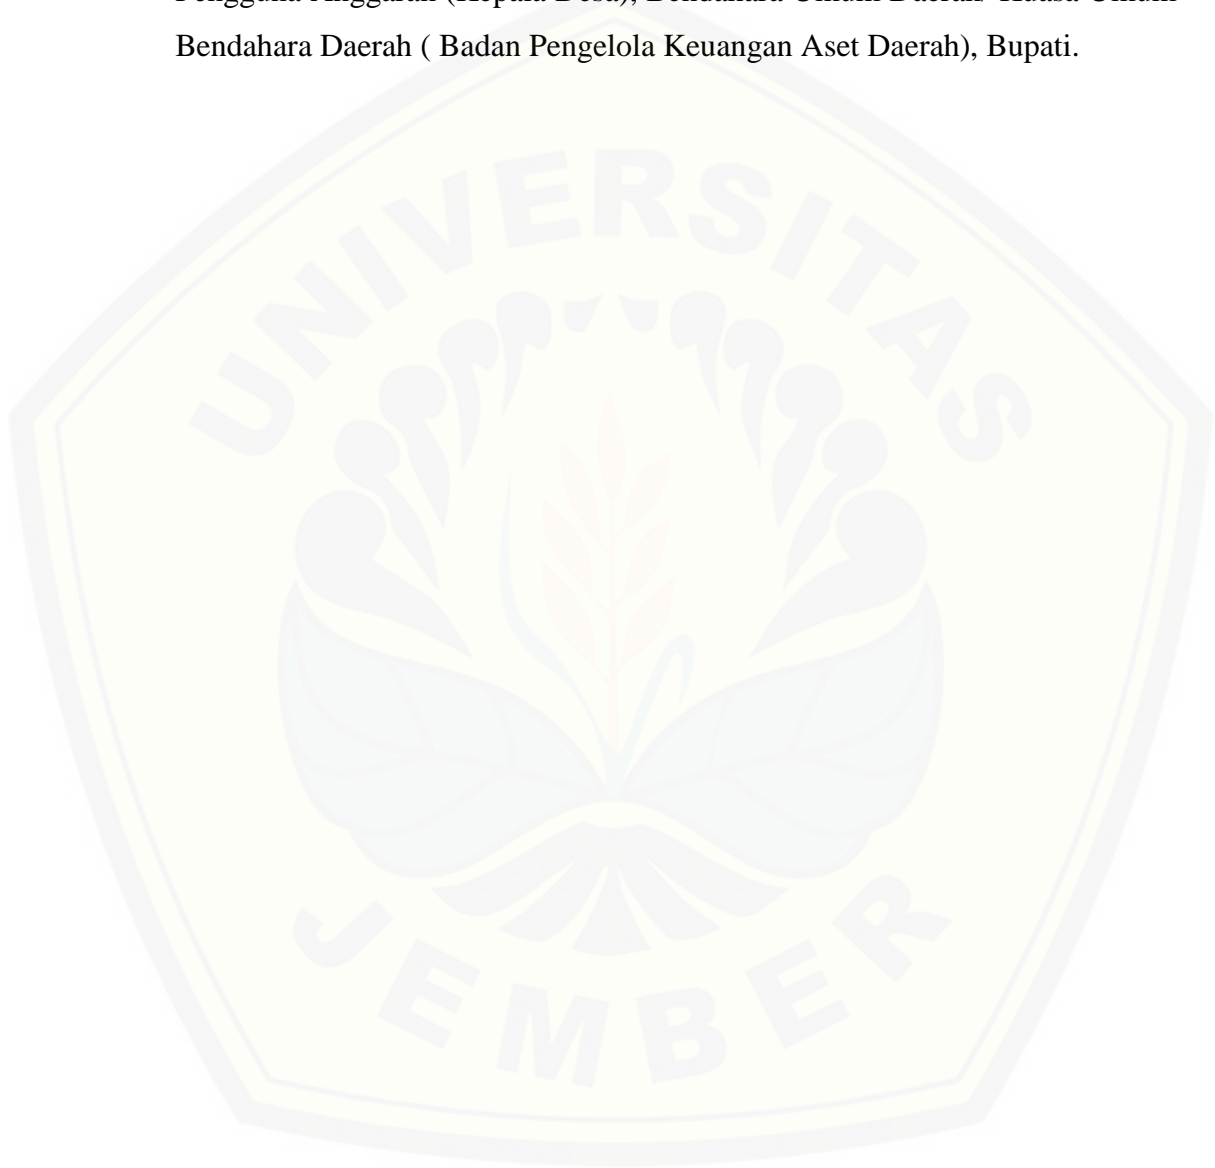 Pengguna Anggaran (Kepala Desa), Bendahara Umum Daerah/ Kuasa Umum
Bendahara Daerah ( Badan Pengelola Keuangan Aset Daerah), Bupati.
UNIVERSITAS
JEMBER